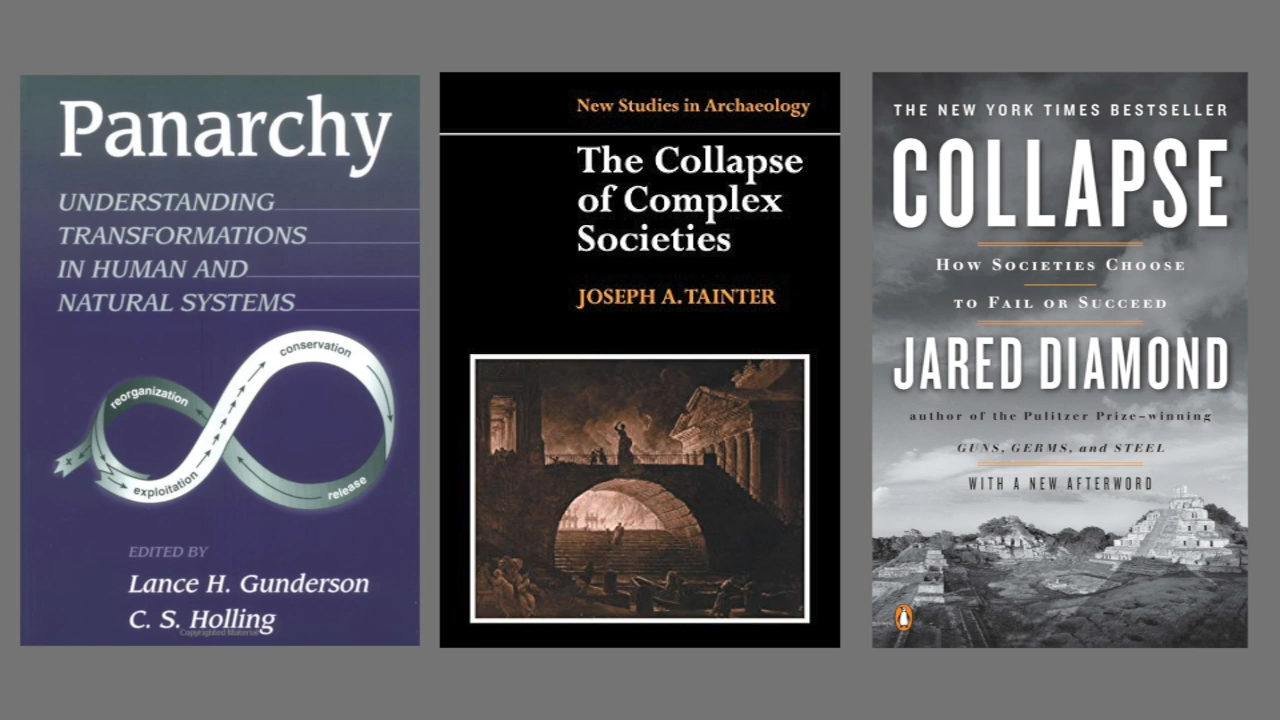 Panarchy
UNDERSTANDING
TRANSFORMATIONS
IN HUMAN AND
NATURAL SYSTEMS
conservation
reorganization
exploitation
release
EDITED BY
Lance H. Gunderson
C. S. Holling
Copyrighted Material
New Studies in Archaeology
The Collapse
of Complex
Societies
JOSEPH A. TAINTER
THE NEW YORK TIMES BESTSELLER
COLLAPSE
HOW SOCIETIES CHOOSE
TO FAIL OR SUCCEED
JARED DIAMOND
author of the Pulitzer Prize–winning
GUNS, GERMS, and STEEL
WITH A NEW AFTERWORD